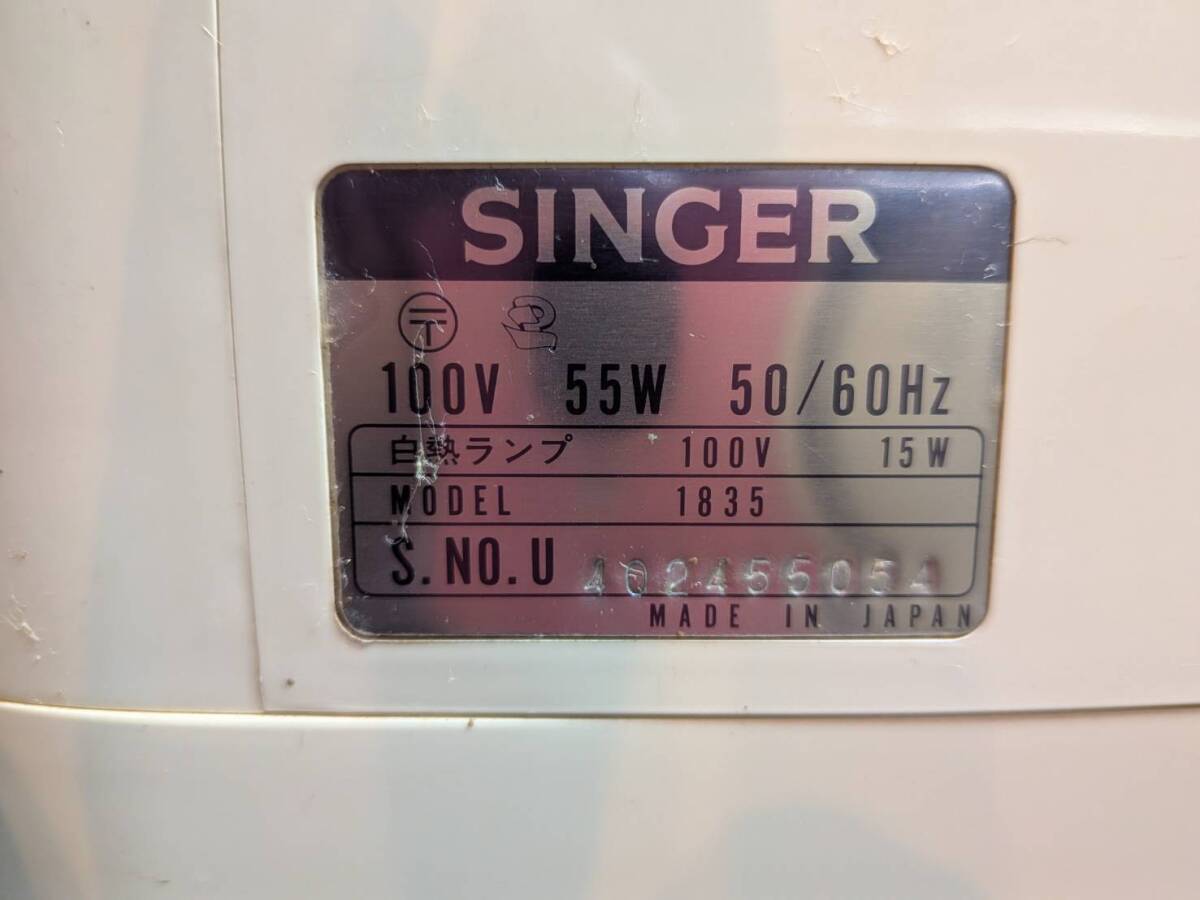 SINGER
〒
100V 55W 50/60Hz
白熱ランプ 100V 15W
MODEL 1835
S.NO.U 402455054
MADE IN JAPAN